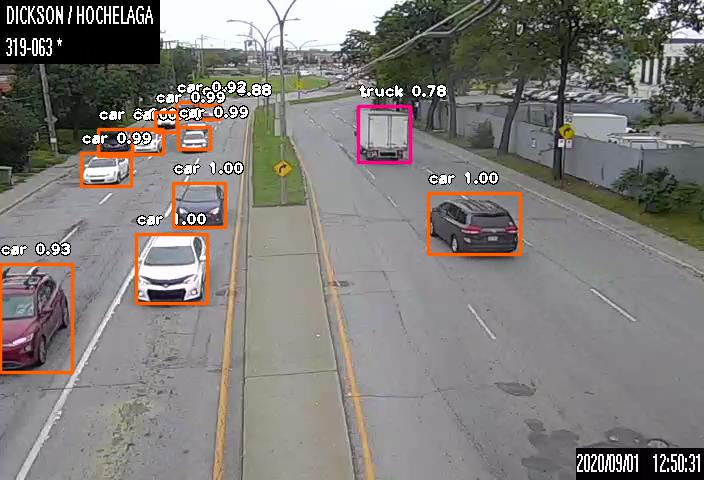 DICKSON / HOCHELAGA
319-063 *
car 0.92
car 0.99
.88
truck 0.78
car 0.99
car 0.99
car 1.00
car 1.00
car 1.00
car 0.93
2020/09/01 12:50:31